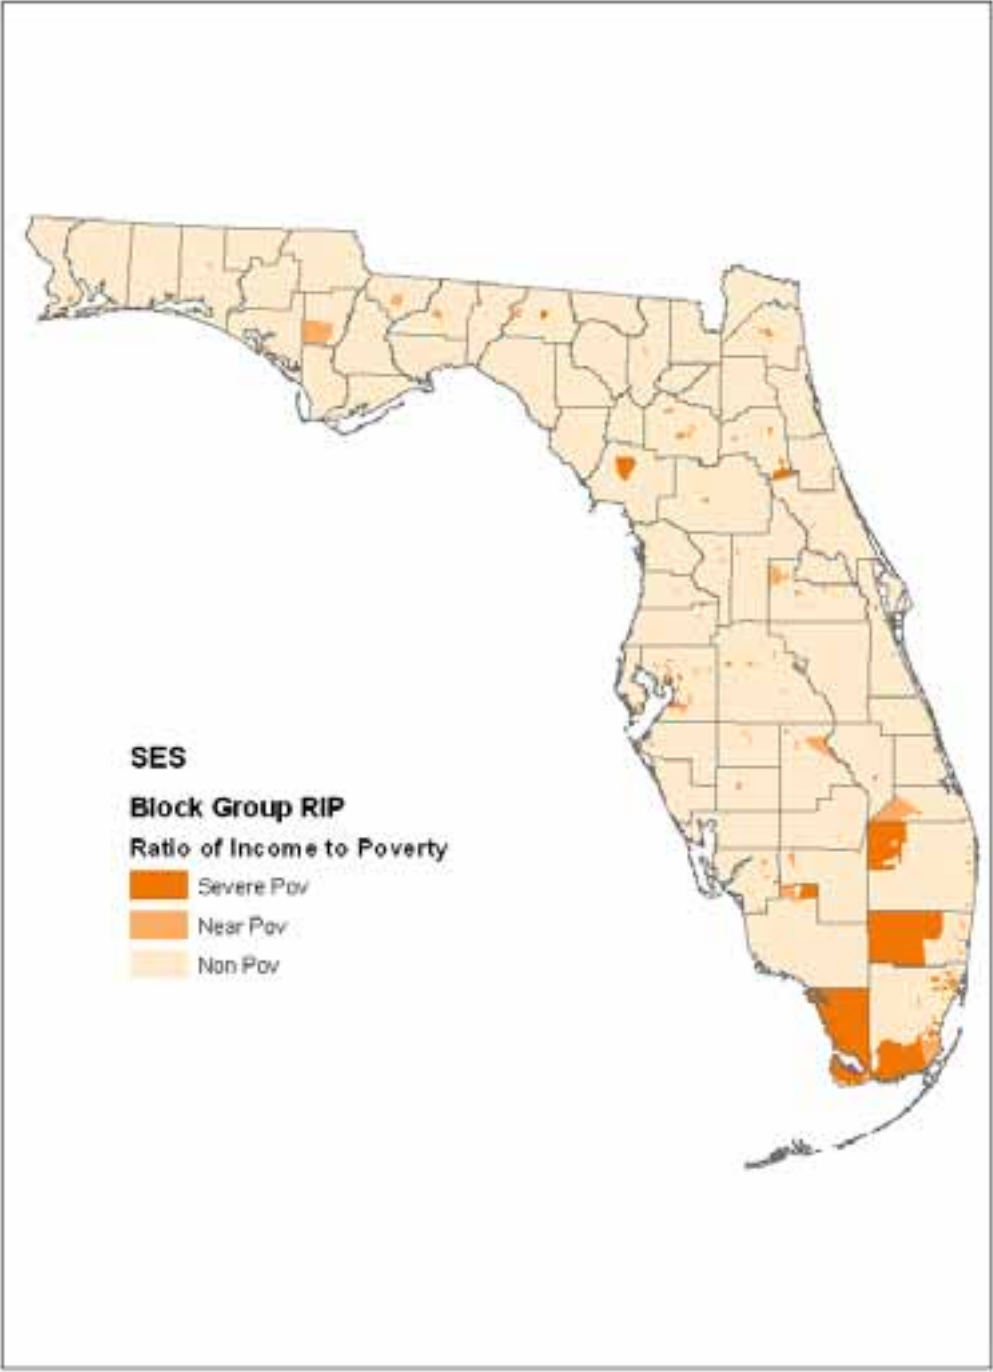 SES
Block Group RIP
Ratio of Income to Poverty
Severe Pov
Near Pov
Non Pov